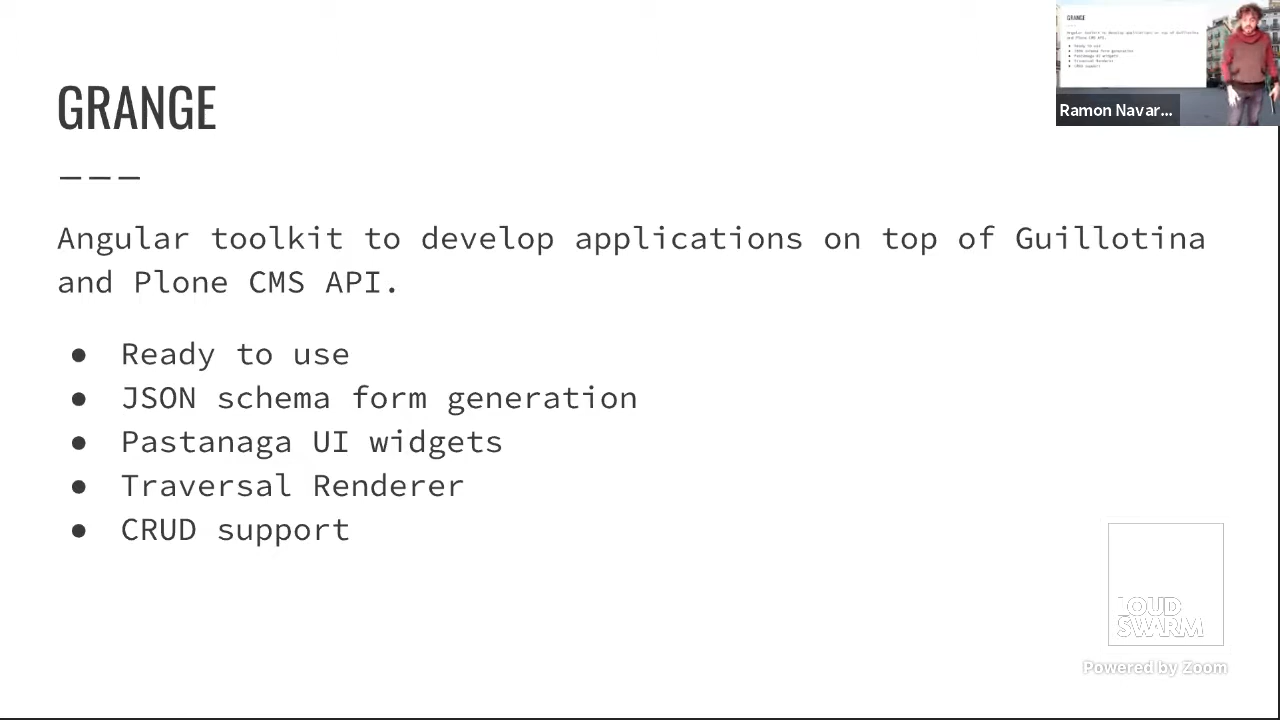 GRANGE
Angular toolkit to develop applications on top of Guillotina
and Plone CMS API.
● Ready to use
● JSON schema form generation
● Pastanaga UI widgets
● Traversal Renderer
● CRUD support
Ramon Navar...
LOUD
SWARM
Powered by Zoom